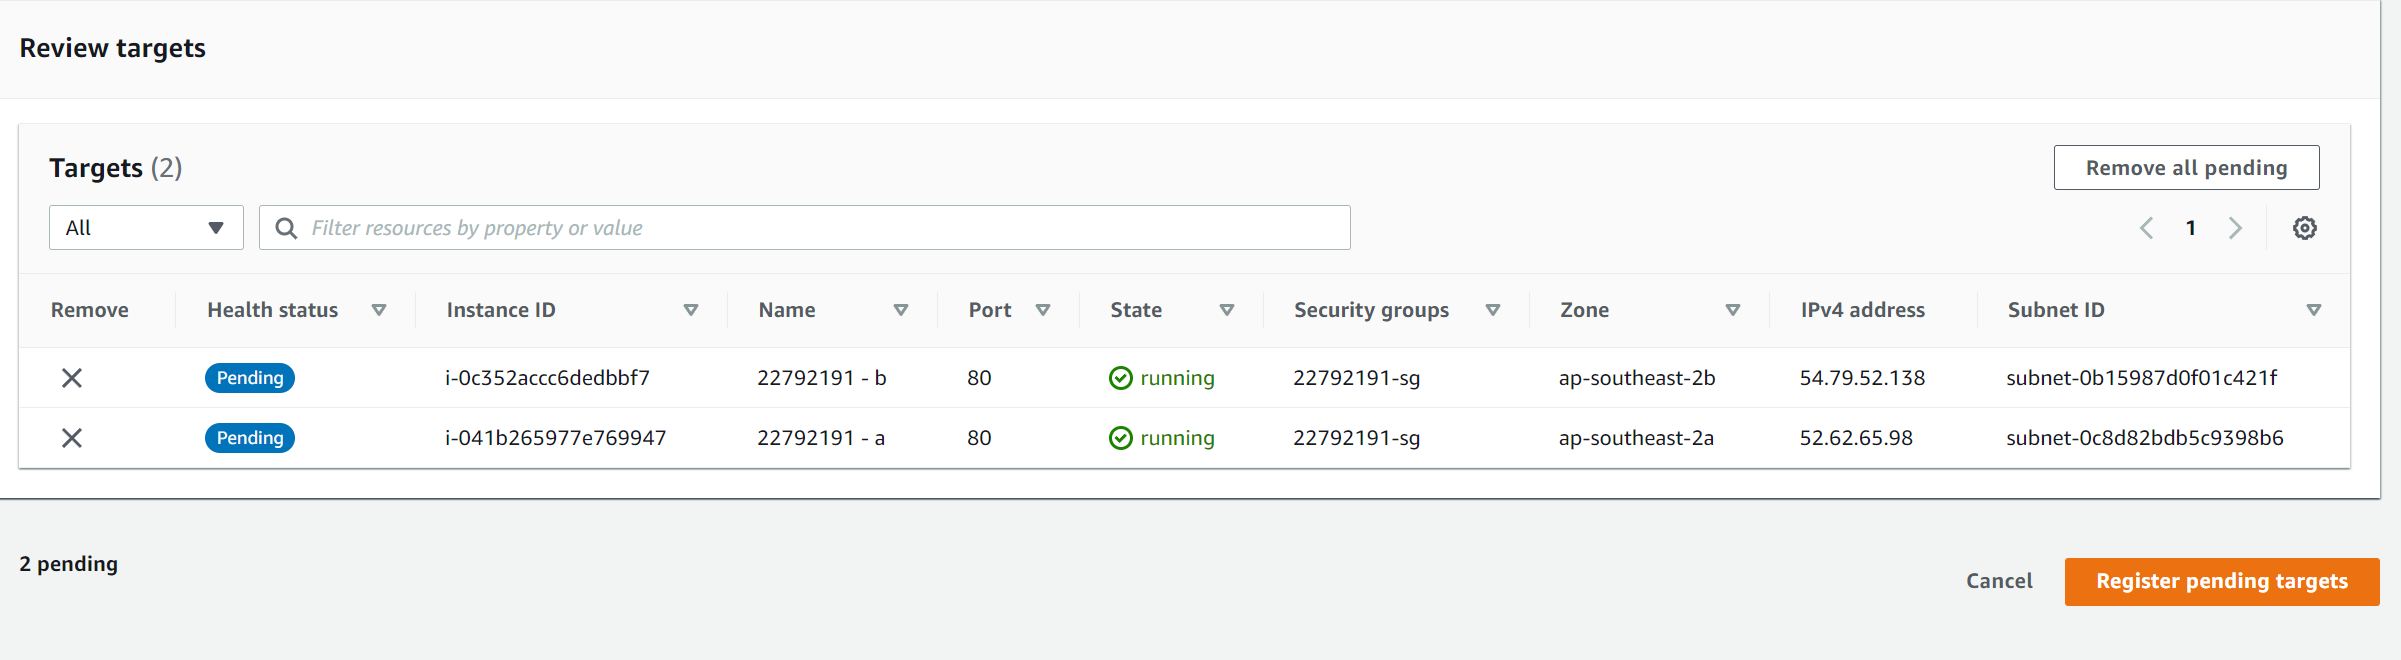 Review targets
Targets (2)
Remove all pending
All
Filter resources by property or value
1
Remove Health status Instance ID Name Port State Security groups Zone IPv4 address Subnet ID
Pending i-0c352accc6dedbbf7 22792191 - b 80 running 22792191-sg ap-southeast-2b 54.79.52.138 subnet-0b15987d0f01c421f
Pending i-041b265977e769947 22792191 - a 80 running 22792191-sg ap-southeast-2a 52.62.65.98 subnet-0c8d82bdb5c9398b6
2 pending
Cancel
Register pending targets